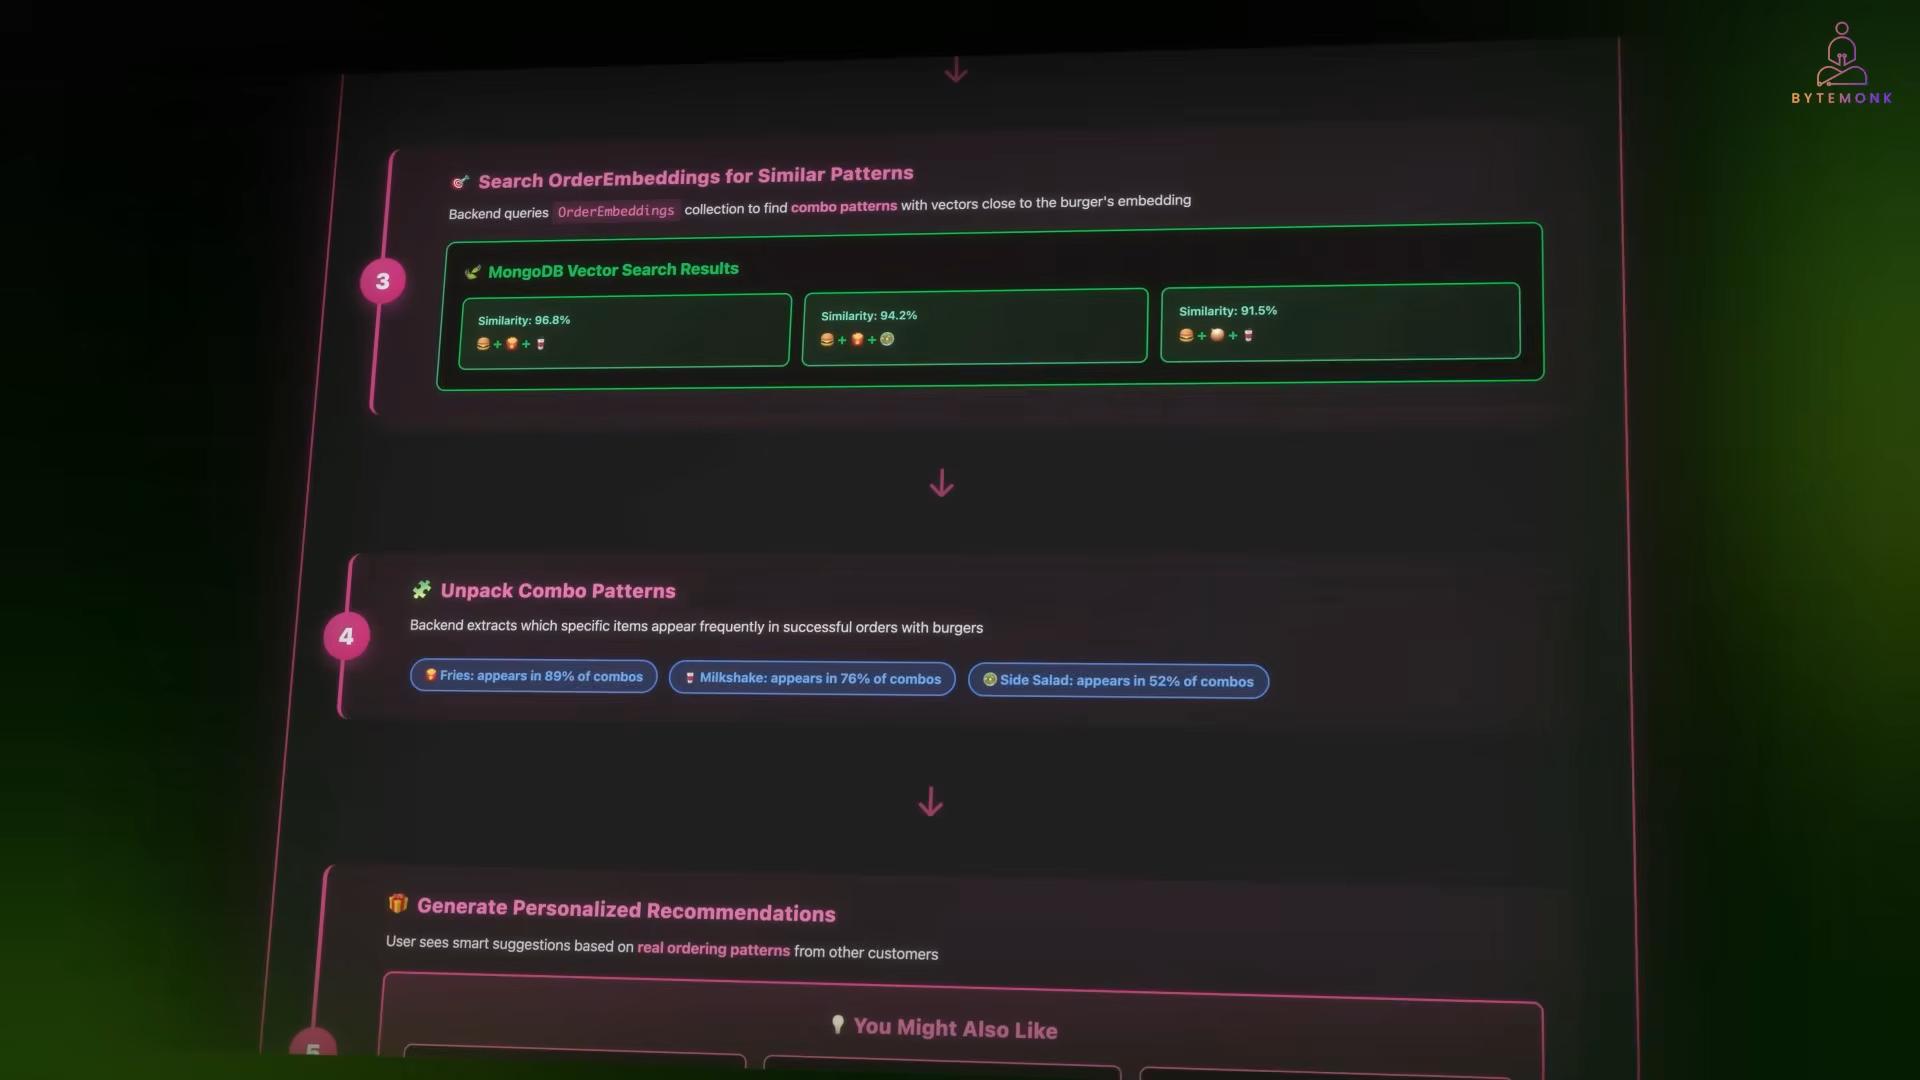 BYTEMONK
Search OrderEmbeddings for Similar Patterns
Backend queries OrderEmbeddings collection to find combo patterns with vectors close to the burger's embedding
3
MongoDB Vector Search Results
Similarity: 96.8%
+ +
Similarity: 94.2%
+ +
Similarity: 91.5%
+ +
Unpack Combo Patterns
4
Backend extracts which specific items appear frequently in successful orders with burgers
Fries: appears in 89% of combos
Milkshake: appears in 76% of combos
Side Salad: appears in 52% of combos
Generate Personalized Recommendations
User sees smart suggestions based on real ordering patterns from other customers
5
You Might Also Like